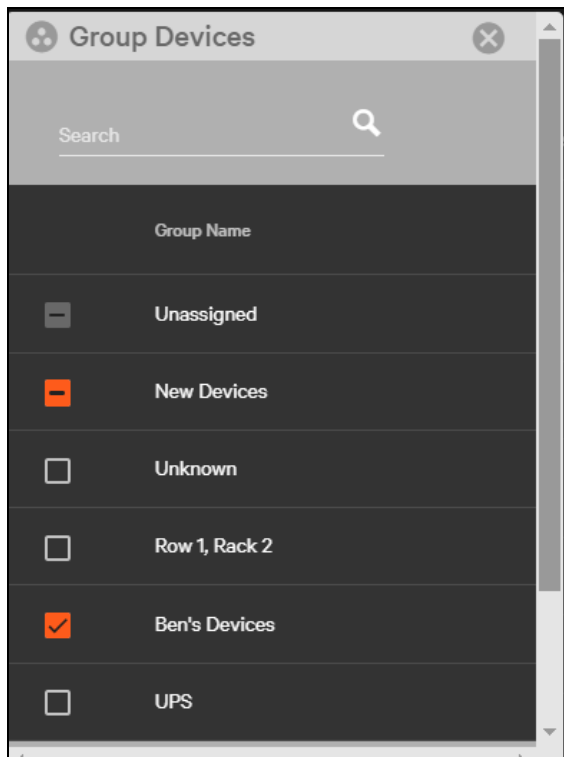 Group Devices
Search
Group Name
Unassigned
New Devices
Unknown
Row 1, Rack 2
Ben's Devices
UPS